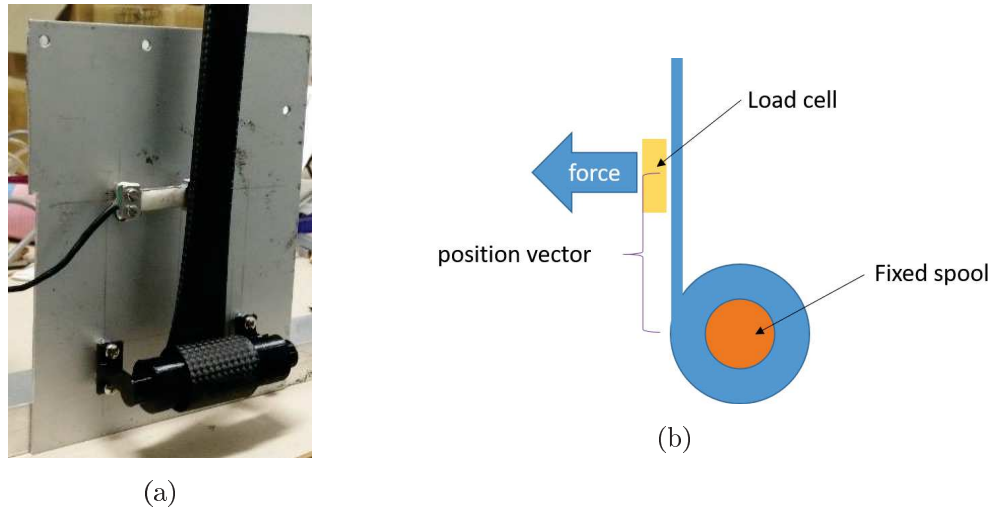 Load cell
force
position vector
Fixed spool
(a)
(b)